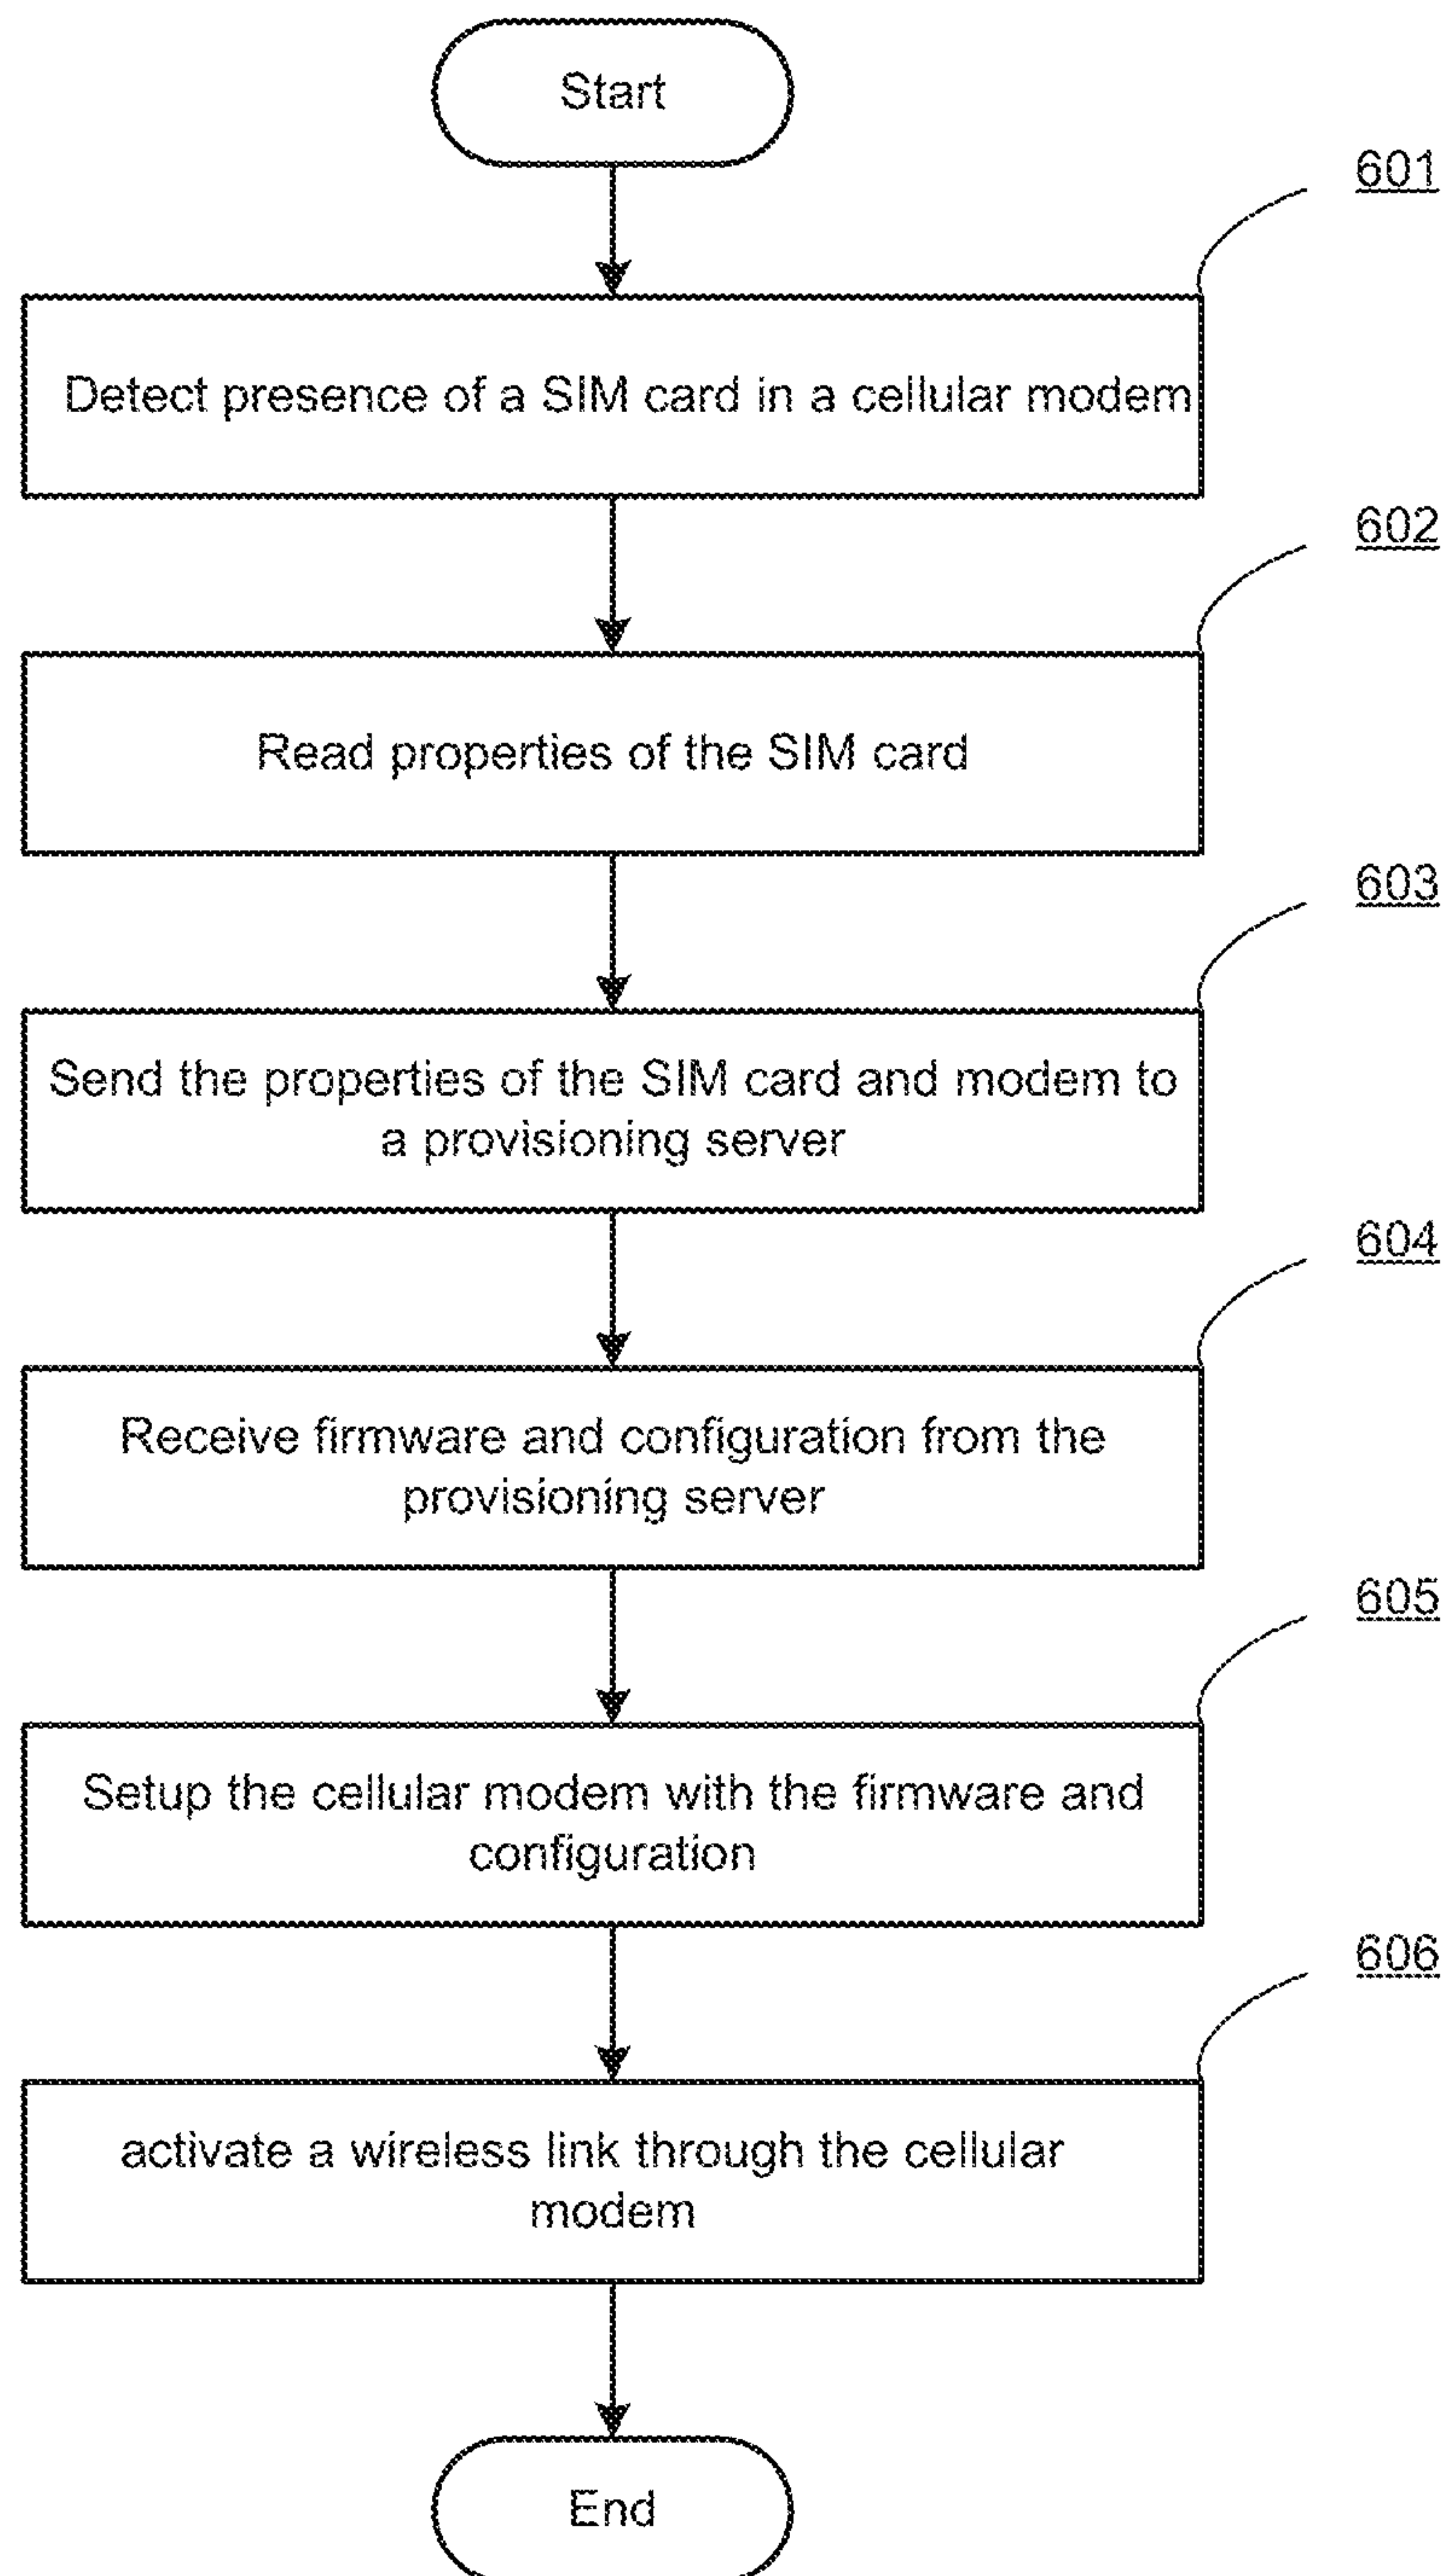 Start
601
Detect presence of a SIM card in a cellular modem
602
Read properties of the SIM card
603
Send the properties of the SIM card and modem to
a provisioning server
604
Receive firmware and configuration from the
provisioning server
605
Setup the cellular modem with the firmware and
configuration
606
activate a wireless link through the cellular
modem
End